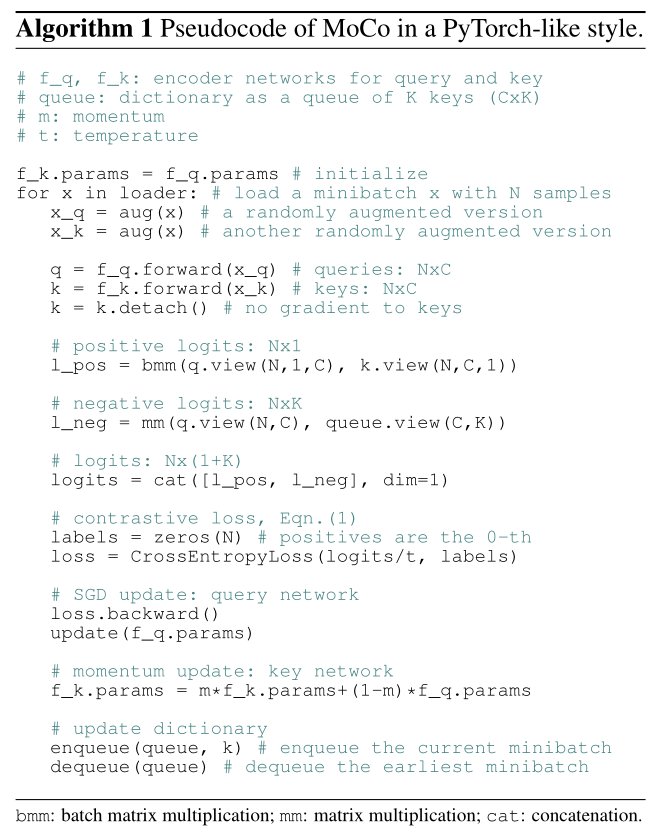 Algorithm 1 Pseudocode of MoCo in a PyTorch-like style.
# f_q, f_k: encoder networks for query and key
# queue: dictionary as a queue of K keys (CxK)
# m: momentum
# t: temperature
f_k.params = f_q.params # initialize
for x in loader: # load a minibatch x with N samples
x_q = aug(x) # a randomly augmented version
x_k = aug(x) # another randomly augmented version
q = f_q.forward(x_q) # queries: NxC
k = f_k.forward(x_k) # keys: NxC
k = k.detach() # no gradient to keys
# positive logits: Nx1
l_pos = bmm(q.view(N,1,C), k.view(N,C,1))
# negative logits: NxK
l_neg = mm(q.view(N,C), queue.view(C,K))
# logits: Nx(1+K)
logits = cat([l_pos, l_neg], dim=1)
# contrastive loss, Eqn.(1)
labels = zeros(N) # positives are the 0-th
loss = CrossEntropyLoss(logits/t, labels)
# SGD update: query network
loss.backward()
update(f_q.params)
# momentum update: key network
f_k.params = m*f_k.params+(1-m)*f_q.params
# update dictionary
enqueue(queue, k) # enqueue the current minibatch
dequeue(queue) # dequeue the earliest minibatch
bmm: batch matrix multiplication; mm: matrix multiplication; cat: concatenation.